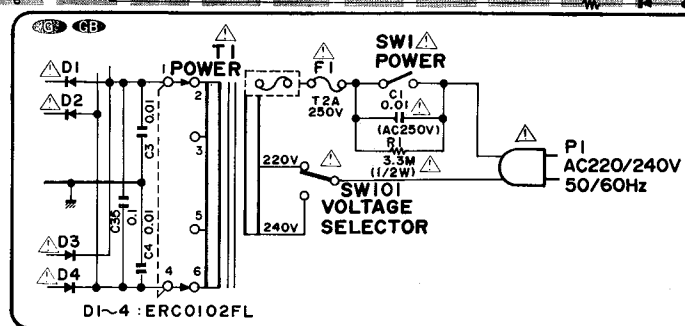 G GB
D1
D2
D3
D4
C35
0.1
C3 0.01
C4 0.01
1
2
3
5
4
6
T1
POWER
F1
T2A
250V
SW1
POWER
C1
0.01
(AC250V)
R1
3.3M
(1/2W)
220V
240V
SW101
VOLTAGE
SELECTOR
P1
AC220/240V
50/60Hz
D1~4 : ERC0102FL